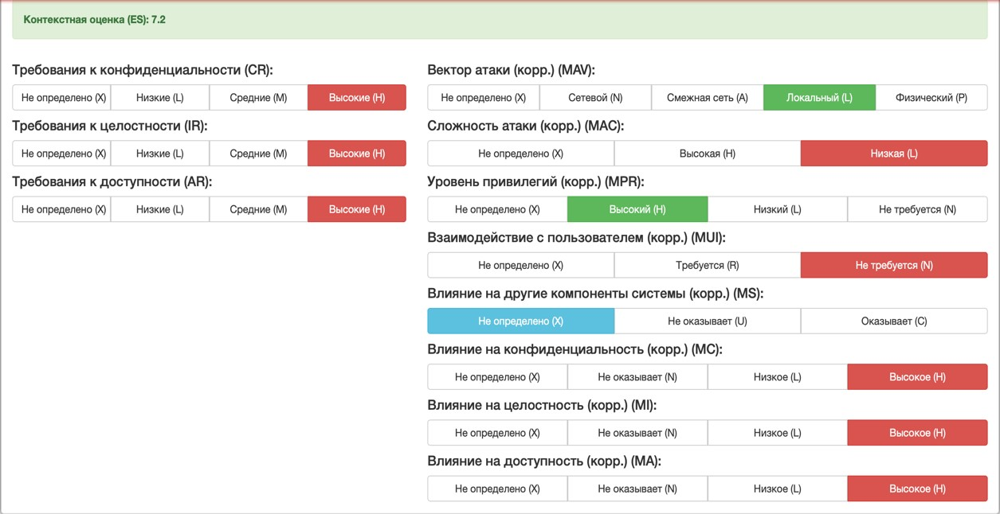 Контекстная оценка (ES): 7.2
Требования к конфиденциальности (CR):
Не определено (X) Низкие (L) Средние (M) Высокие (H)
Требования к целостности (IR):
Не определено (X) Низкие (L) Средние (M) Высокие (H)
Требования к доступности (AR):
Не определено (X) Низкие (L) Средние (M) Высокие (H)
Вектор атаки (корр.) (MAV):
Не определено (X) Сетевой (N) Смежная сеть (A) Локальный (L) Физический (P)
Сложность атаки (корр.) (MAC):
Не определено (X) Высокая (H) Низкая (L)
Уровень привилегий (корр.) (MPR):
Не определено (X) Высокий (H) Низкий (L) Не требуется (N)
Взаимодействие с пользователем (корр.) (MUI):
Не определено (X) Требуется (R) Не требуется (N)
Влияние на другие компоненты системы (корр.) (MS):
Не определено (X) Не оказывает (U) Оказывает (C)
Влияние на конфиденциальность (корр.) (MC):
Не определено (X) Не оказывает (N) Низкое (L) Высокое (H)
Влияние на целостность (корр.) (MI):
Не определено (X) Не оказывает (N) Низкое (L) Высокое (H)
Влияние на доступность (корр.) (MA):
Не определено (X) Не оказывает (N) Низкое (L) Высокое (H)